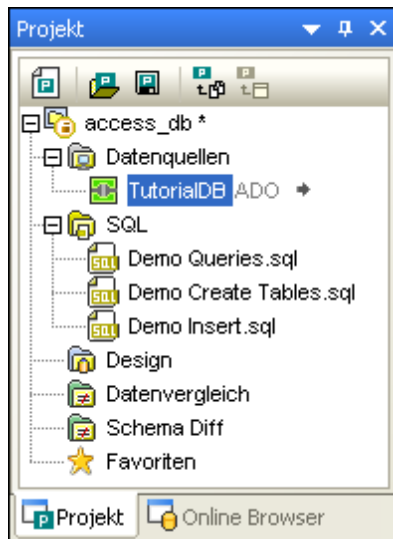 Projekt
access_db *
Datenquellen
TutorialDB ADO
SQL
Demo Queries.sql
Demo Create Tables.sql
Demo Insert.sql
Design
Datenvergleich
Schema Diff
Favoriten
Projekt Online Browser